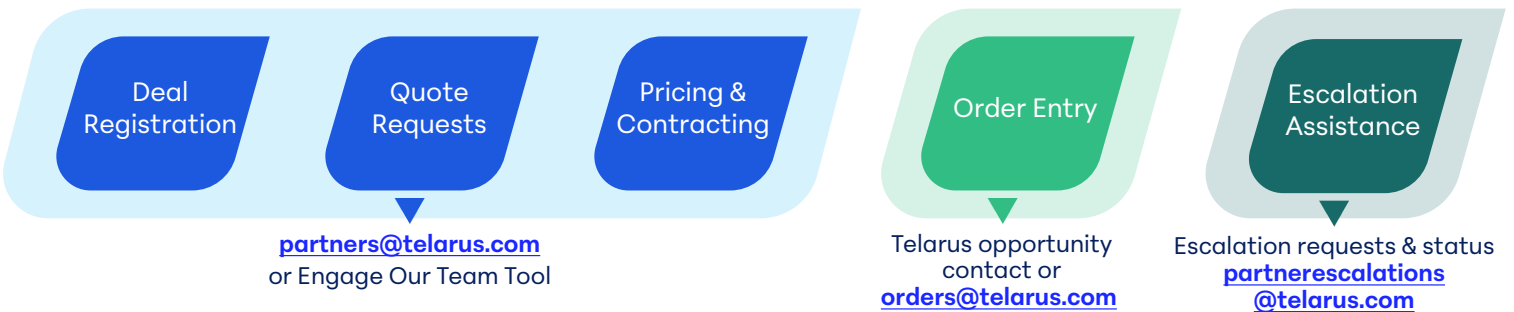 Deal
Registration
Quote
Requests
Pricing &
Contracting
partners@telarus.com
or Engage Our Team Tool
Order Entry
Telarus opportunity
contact or
orders@telarus.com
Escalation
Assistance
Escalation requests & status
partnerescalations
@telarus.com